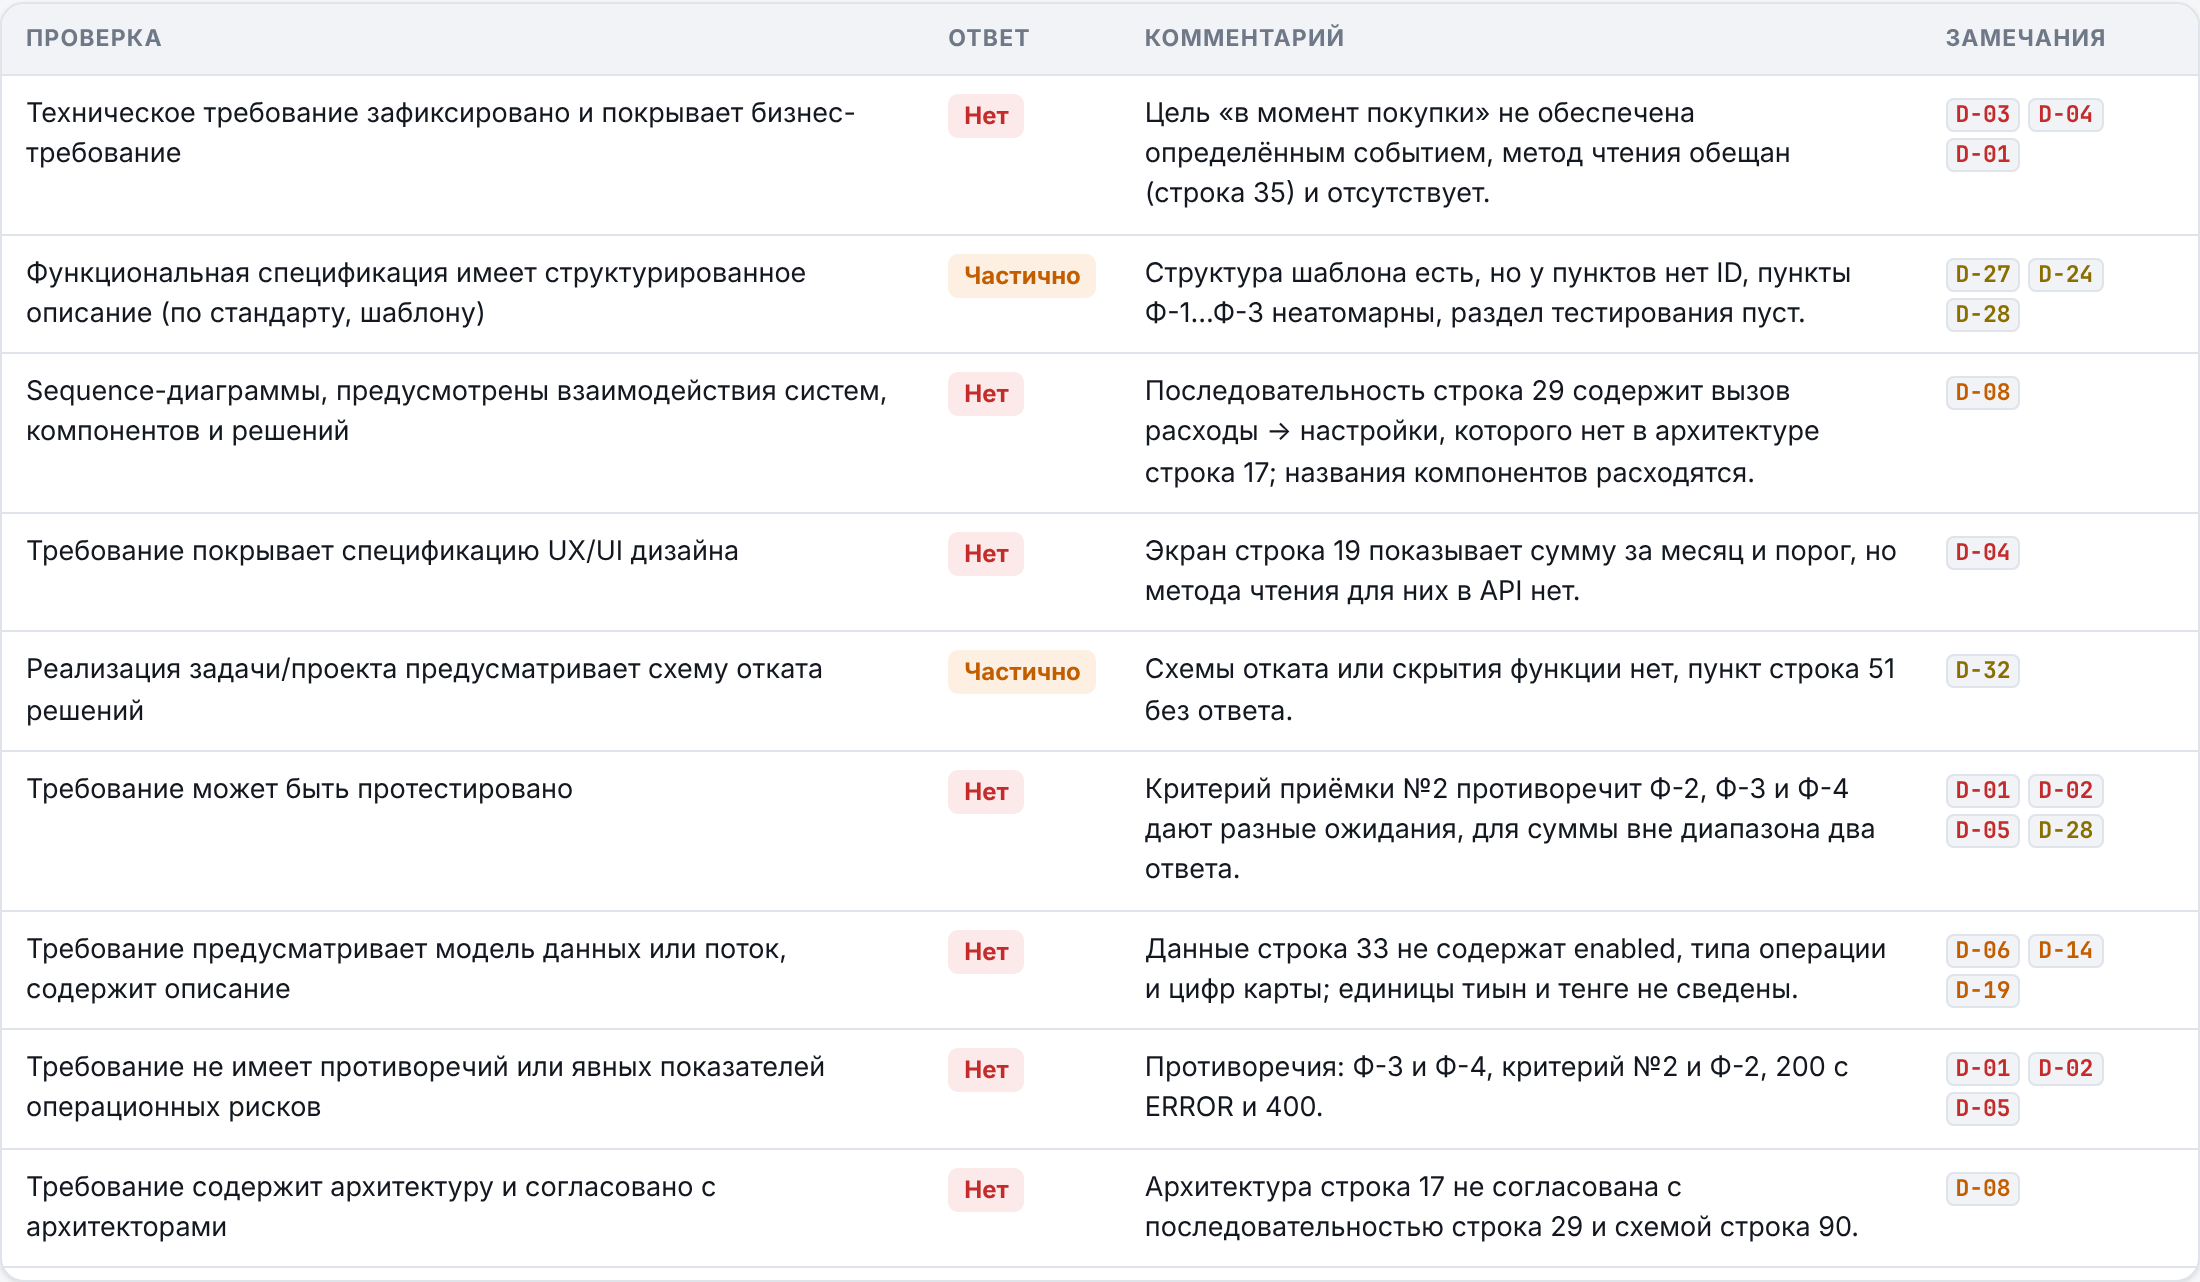 ПРОВЕРКА ОТВЕТ КОММЕНТАРИЙ ЗАМЕЧАНИЯ
Техническое требование зафиксировано и покрывает бизнес- Нет Цель «в момент покупки» не обеспечена D-03 D-04
требование определённым событием, метод чтения обещан D-01
(строка 35) и отсутствует.
Функциональная спецификация имеет структурированное Частично Структура шаблона есть, но у пунктов нет ID, пункты D-27 D-24
описание (по стандарту, шаблону) Ф-1…Ф-3 неатомарны, раздел тестирования пуст. D-28
Sequence-диаграммы, предусмотрены взаимодействия систем, Нет Последовательность строка 29 содержит вызов D-08
компонентов и решений расходы → настройки, которого нет в архитектуре
строка 17; названия компонентов расходятся.
Требование покрывает спецификацию UX/UI дизайна Нет Экран строка 19 показывает сумму за месяц и порог, но D-04
метода чтения для них в API нет.
Реализация задачи/проекта предусматривает схему отката Частично Схемы отката или скрытия функции нет, пункт строка 51 D-32
решений без ответа.
Требование может быть протестировано Нет Критерий приёмки №2 противоречит Ф-2, Ф-3 и Ф-4 D-01 D-02
дают разные ожидания, для суммы вне диапазона два D-05 D-28
ответа.
Требование предусматривает модель данных или поток, Нет Данные строка 33 не содержат enabled, типа операции D-06 D-14
содержит описание и цифр карты; единицы тиын и тенге не сведены. D-19
Требование не имеет противоречий или явных показателей Нет Противоречия: Ф-3 и Ф-4, критерий №2 и Ф-2, 200 с D-01 D-02
операционных рисков ERROR и 400. D-05
Требование содержит архитектуру и согласовано с Нет Архитектура строка 17 не согласована с D-08
архитекторами последовательностью строка 29 и схемой строка 90.